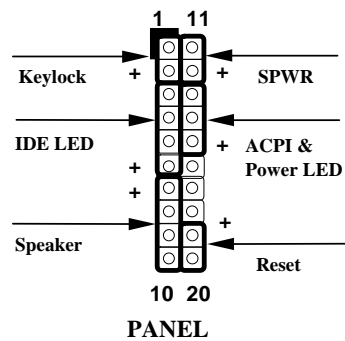 1 11
Keylock + + SPWR
IDE LED + ACPI &
Power LED
+
+
+
Speaker
Reset
10 20
PANEL